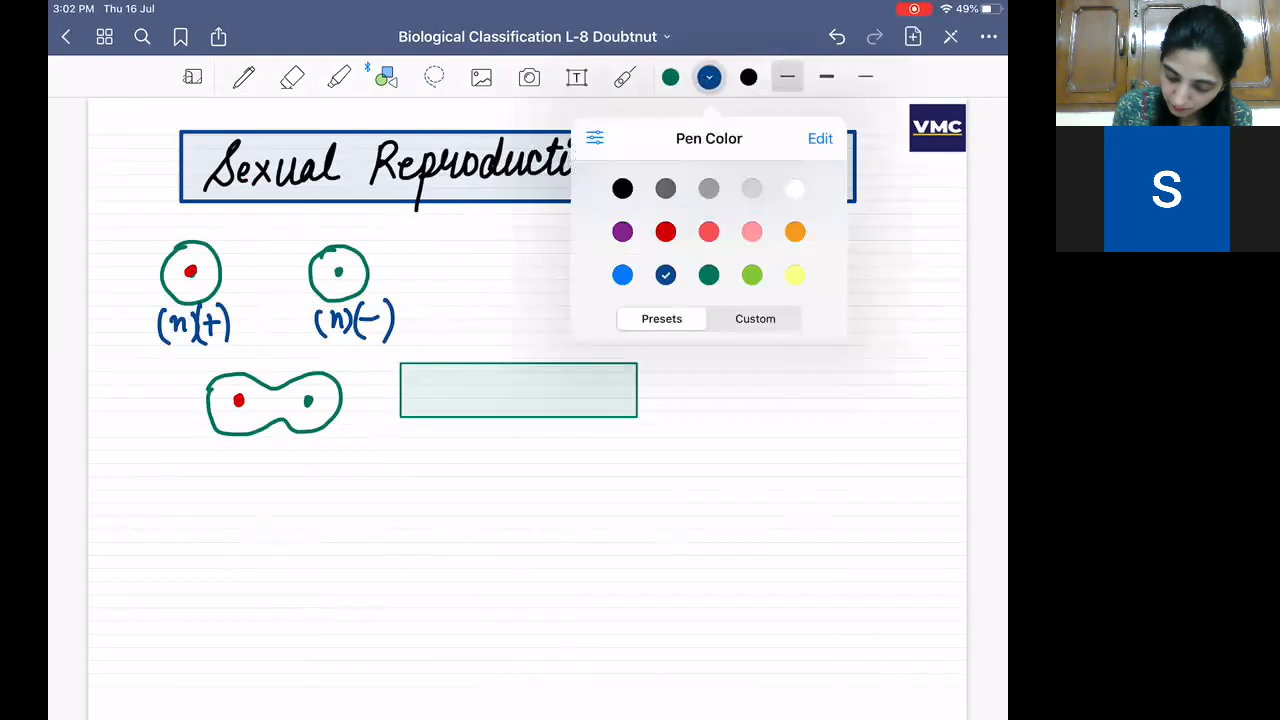 3:02 PM Thu 16 Jul 49%
Biological Classification L-8 Doubtnut
T
Pen Color Edit
VMC
Sexual Reproducti
(n)(+) (n)(-)
Presets Custom
S